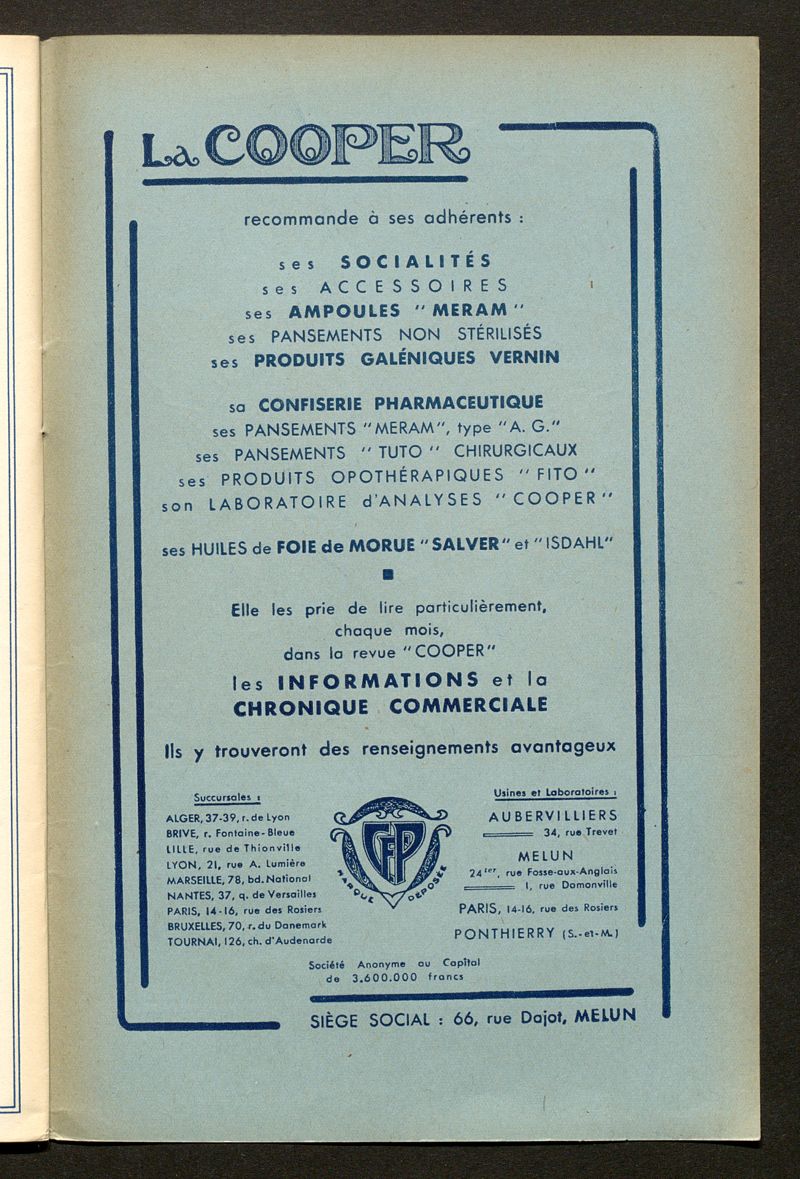 La COOPER
recommande à ses adhérents :
ses SOCIALITÉS
ses ACCESSOIRES
ses AMPOULES "MERAM"
ses PANSEMENTS NON STÉRILISÉS
ses PRODUITS GALÉNIQUES VERNIN
sa CONFISERIE PHARMACEUTIQUE
ses PANSEMENTS "MERAM", type "A. G."
ses PANSEMENTS "TUTO" CHIRURGICAUX
ses PRODUITS OPOTHÉRAPIQUES "FITO"
son LABORATOIRE d'ANALYSES "COOPER"
ses HUILES de FOIE de MORUE "SALVER" et "ISDAHL"
Elle les prie de lire particulièrement,
chaque mois,
dans la revue "COOPER"
les INFORMATIONS et la
CHRONIQUE COMMERCIALE
Ils y trouveront des renseignements avantageux
Succursales :
ALGER, 37-39, r. de Lyon
BRIVE, r. Fontaine-Bleue
LILLE, rue de Thionville
LYON, 21, rue A. Lumière
MARSEILLE, 78, bd. National
NANTES, 37, q. de Versailles
PARIS, 14-16, rue des Rosiers
BRUXELLES, 70, r. du Danemark
TOURNAI, 126, ch. d'Audenarde
CFP
MARQUE DÉPOSÉE
Usines et Laboratoires :
AUBERVILLIERS
34, rue Trevet
MELUN
24 ter, rue Fosse-aux-Anglais
1, rue Damonville
PARIS, 14-16, rue des Rosiers
PONTHIERRY (S.-et-M.)
Société Anonyme au Capital
de 3.600.000 francs
SIÈGE SOCIAL : 66, rue Dajot, MELUN